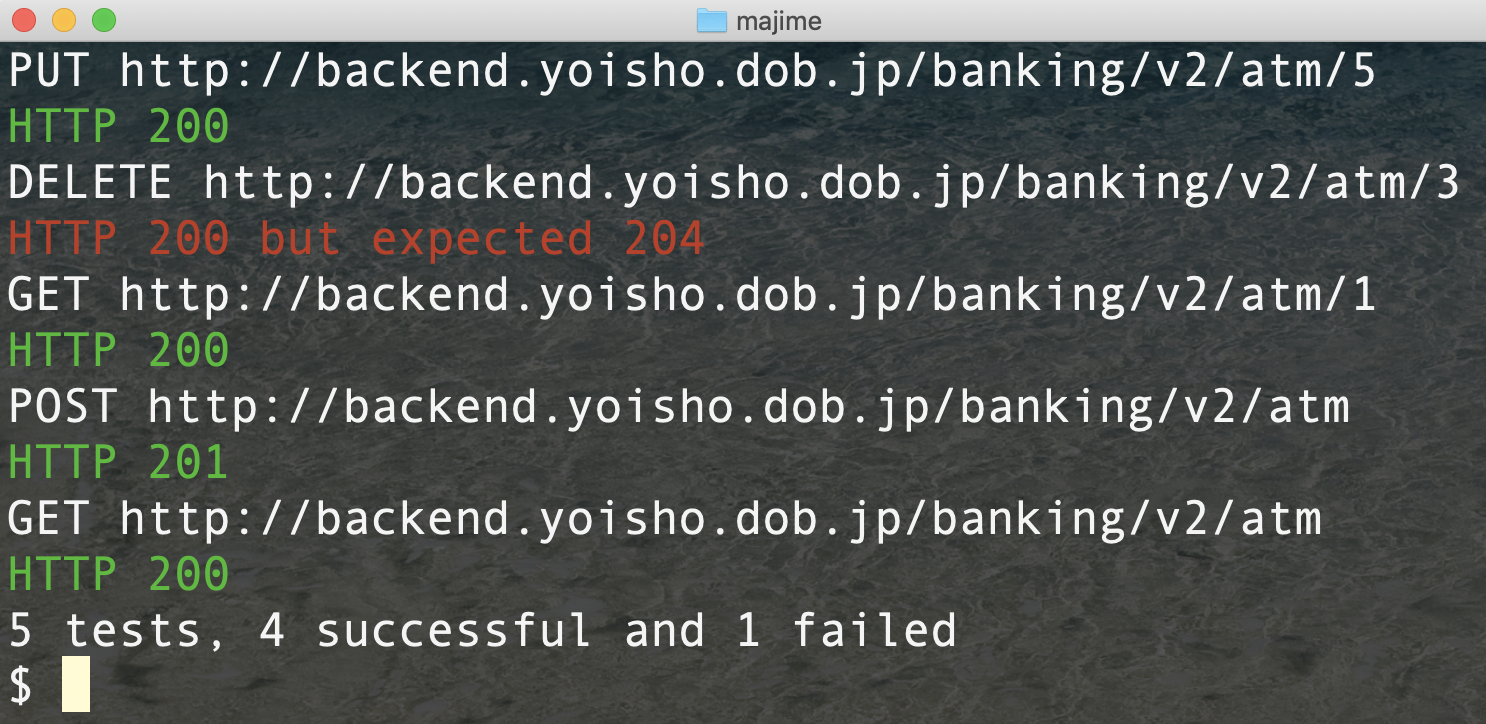 majime
PUT http://backend.yoisho.dob.jp/banking/v2/atm/5
HTTP 200
DELETE http://backend.yoisho.dob.jp/banking/v2/atm/3
HTTP 200 but expected 204
GET http://backend.yoisho.dob.jp/banking/v2/atm/1
HTTP 200
POST http://backend.yoisho.dob.jp/banking/v2/atm
HTTP 201
GET http://backend.yoisho.dob.jp/banking/v2/atm
HTTP 200
5 tests, 4 successful and 1 failed
$